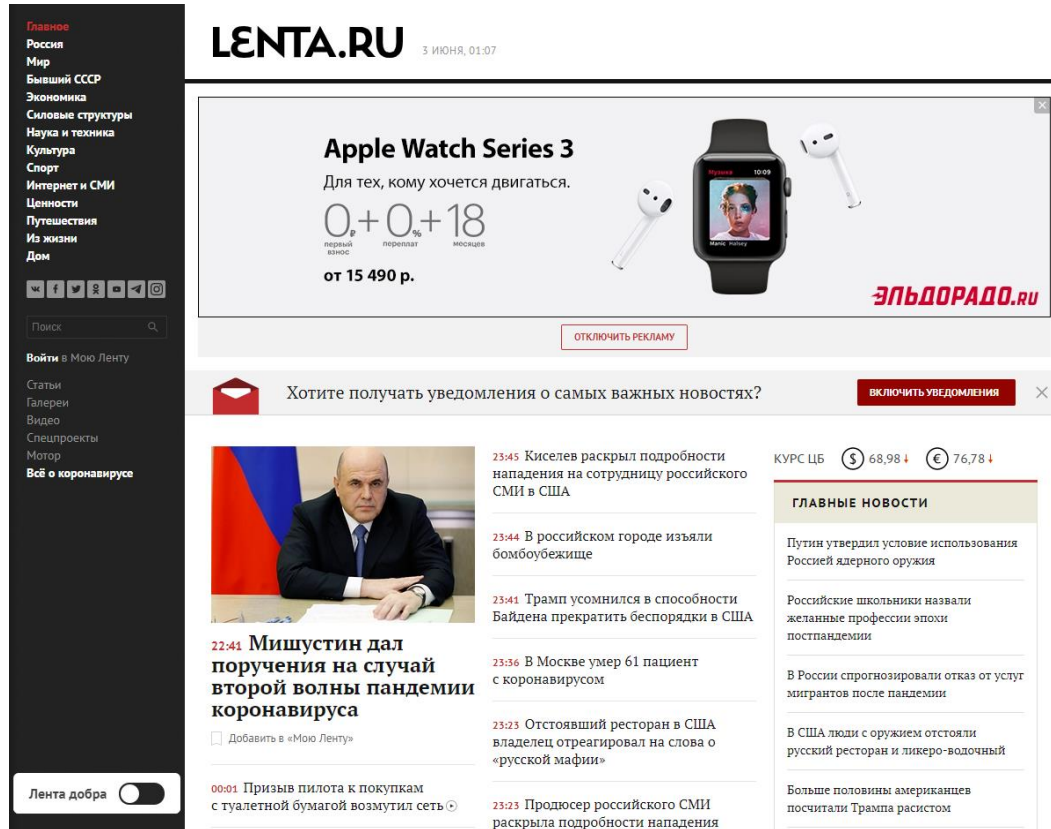 Главное
Россия
Мир
Бывший СССР
Экономика
Силовые структуры
Наука и техника
Культура
Спорт
Интернет и СМИ
Ценности
Путешествия
Из жизни
Дом
Поиск
Войти в Мою Ленту
Статьи
Галереи
Видео
Спецпроекты
Мотор
Всё о коронавирусе
Лента добра
LENTA.RU
3 ИЮНЯ, 01:07
Apple Watch Series 3
Для тех, кому хочется двигаться.
0₽ + 0% + 18
первый взнос
переплат
месяцев
от 15 490 р.
Музыка 10:09
Manic Halsey
ЭЛЬДОРАДО.RU
ОТКЛЮЧИТЬ РЕКЛАМУ
Хотите получать уведомления о самых важных новостях?
ВКЛЮЧИТЬ УВЕДОМЛЕНИЯ
22:41 Мишустин дал
поручения на случай
второй волны пандемии
коронавируса
Добавить в «Мою Ленту»
00:01 Призыв пилота к покупкам
с туалетной бумагой возмутил сеть
23:45 Киселев раскрыл подробности
нападения на сотрудницу российского
СМИ в США
23:44 В российском городе изъяли
бомбоубежище
23:41 Трамп усомнился в способности
Байдена прекратить беспорядки в США
23:36 В Москве умер 61 пациент
с коронавирусом
23:23 Отстоявший ресторан в США
владелец отреагировал на слова о
«русской мафии»
23:23 Продюсер российского СМИ
раскрыла подробности нападения
КУРС ЦБ $ 68,98 ↓ € 76,78 ↓
ГЛАВНЫЕ НОВОСТИ
Путин утвердил условие использования
Россией ядерного оружия
Российские школьники назвали
желанные профессии эпохи
постпандемии
В России спрогнозировали отказ от услуг
мигрантов после пандемии
В США люди с оружием отстояли
русский ресторан и ликеро-водочный
Больше половины американцев
посчитали Трампа расистом